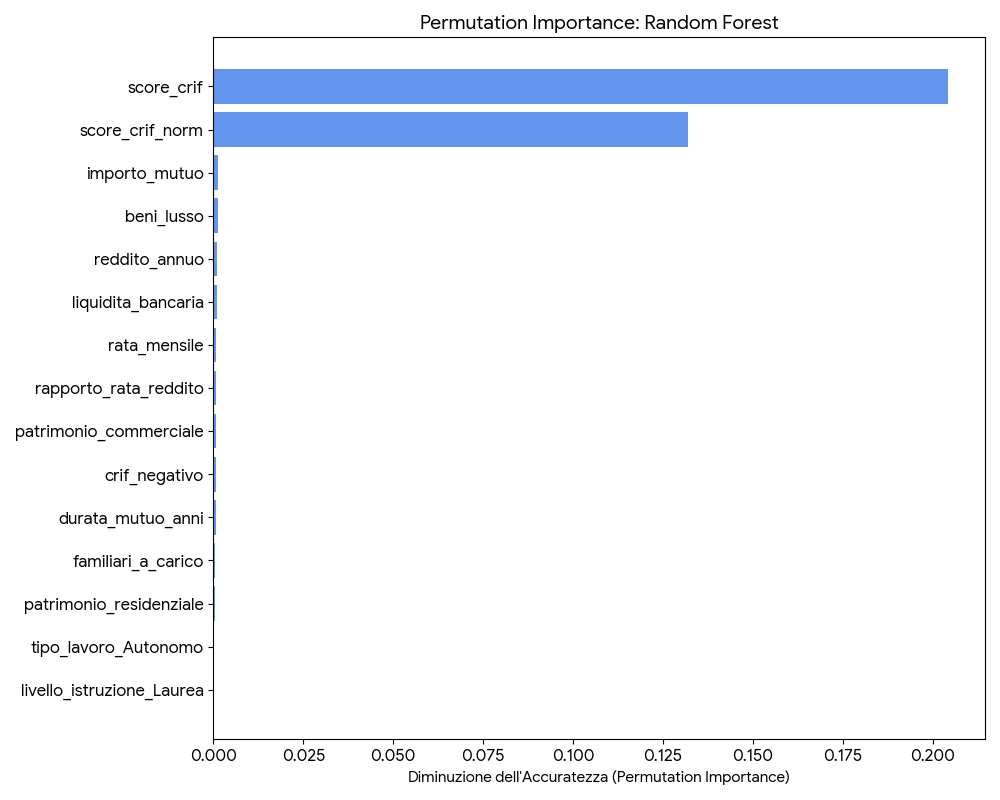 Permutation Importance: Random Forest
score_crif
score_crif_norm
importo_mutuo
beni_lusso
reddito_annuo
liquidita_bancaria
rata_mensile
rapporto_rata_reddito
patrimonio_commerciale
crif_negativo
durata_mutuo_anni
familiari_a_carico
patrimonio_residenziale
tipo_lavoro_Autonomo
livello_istruzione_Laurea
0.000 0.025 0.050 0.075 0.100 0.125 0.150 0.175 0.200
Diminuzione dell'Accuratezza (Permutation Importance)